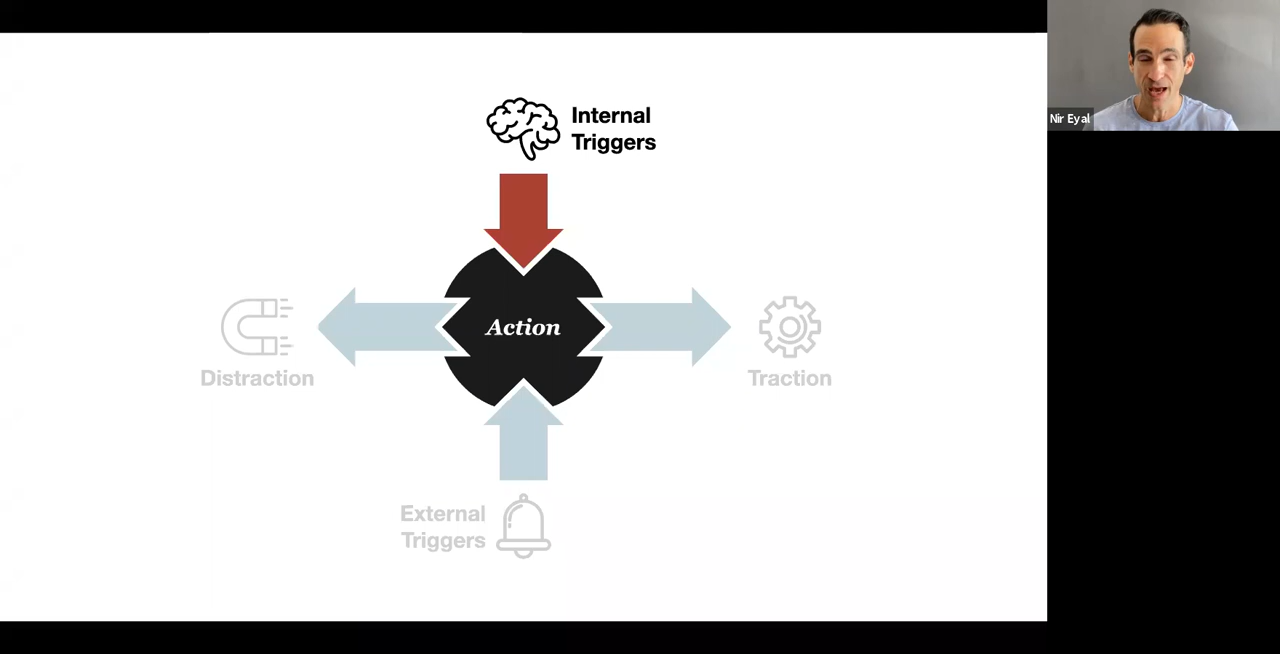 Internal
Triggers
Nir Eyal
Action
Distraction
Traction
External
Triggers